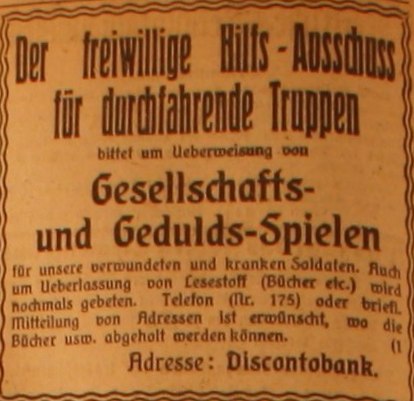 Der freiwillige Hilfs-Ausschuss
für durchfahrende Truppen
bittet um Ueberweisung von
Gesellschafts-
und Gedulds-Spielen
für unsere verwundeten und kranken Soldaten. Auch
um Ueberlassung von Lesestoff (Bücher etc.) wird
nochmals gebeten. Telefon (Nr. 175) oder briefl.
Mitteilung von Adressen ist erwünscht, wo die
Bücher usw. abgeholt werden können. (1
Adresse: Discontobank.